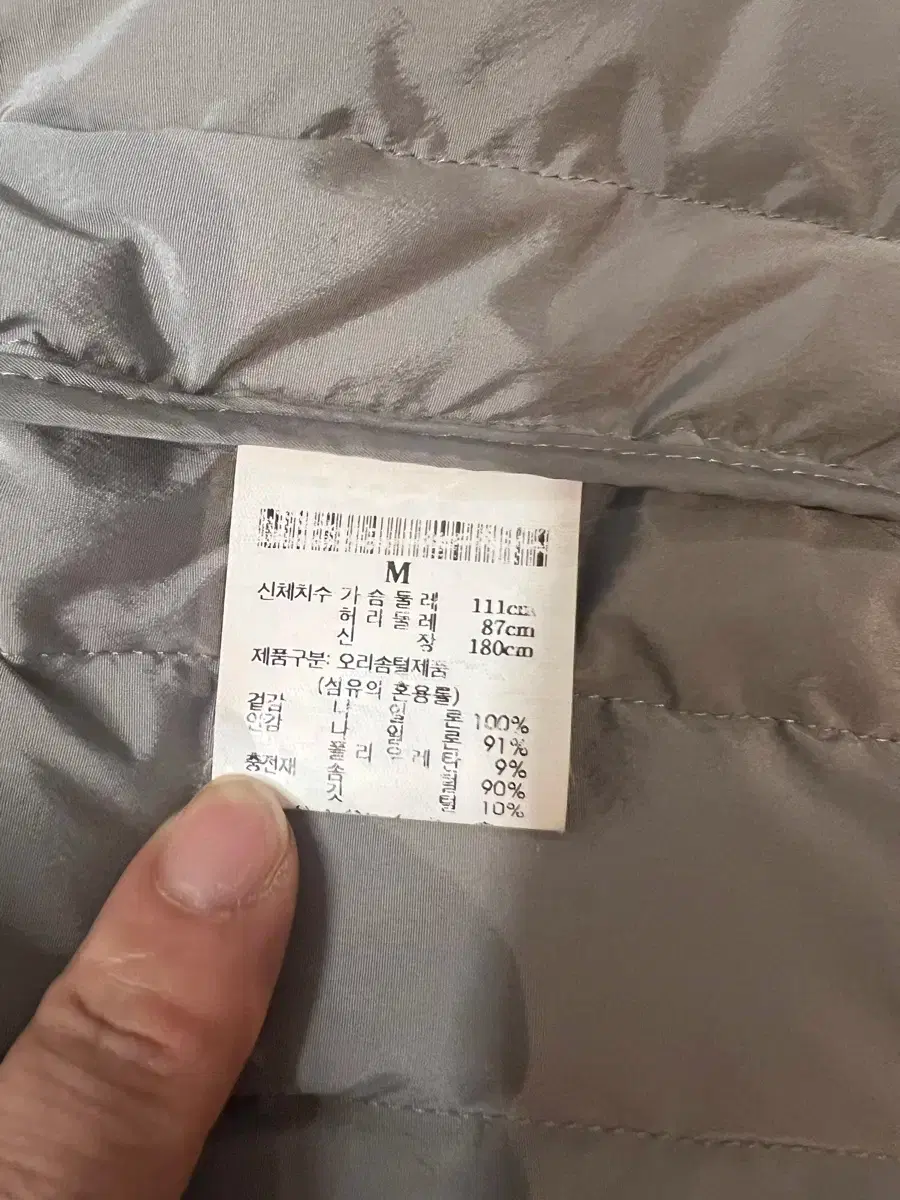 M
신체치수 가슴둘레 111cm
허리둘레 87cm
신장 180cm
제품구분: 오리솜털제품
(섬유의 혼용률)
겉감 나일론 100%
안감 나일론 91%
폴리우레탄 9%
충전재 솜털 90%
깃털 10%